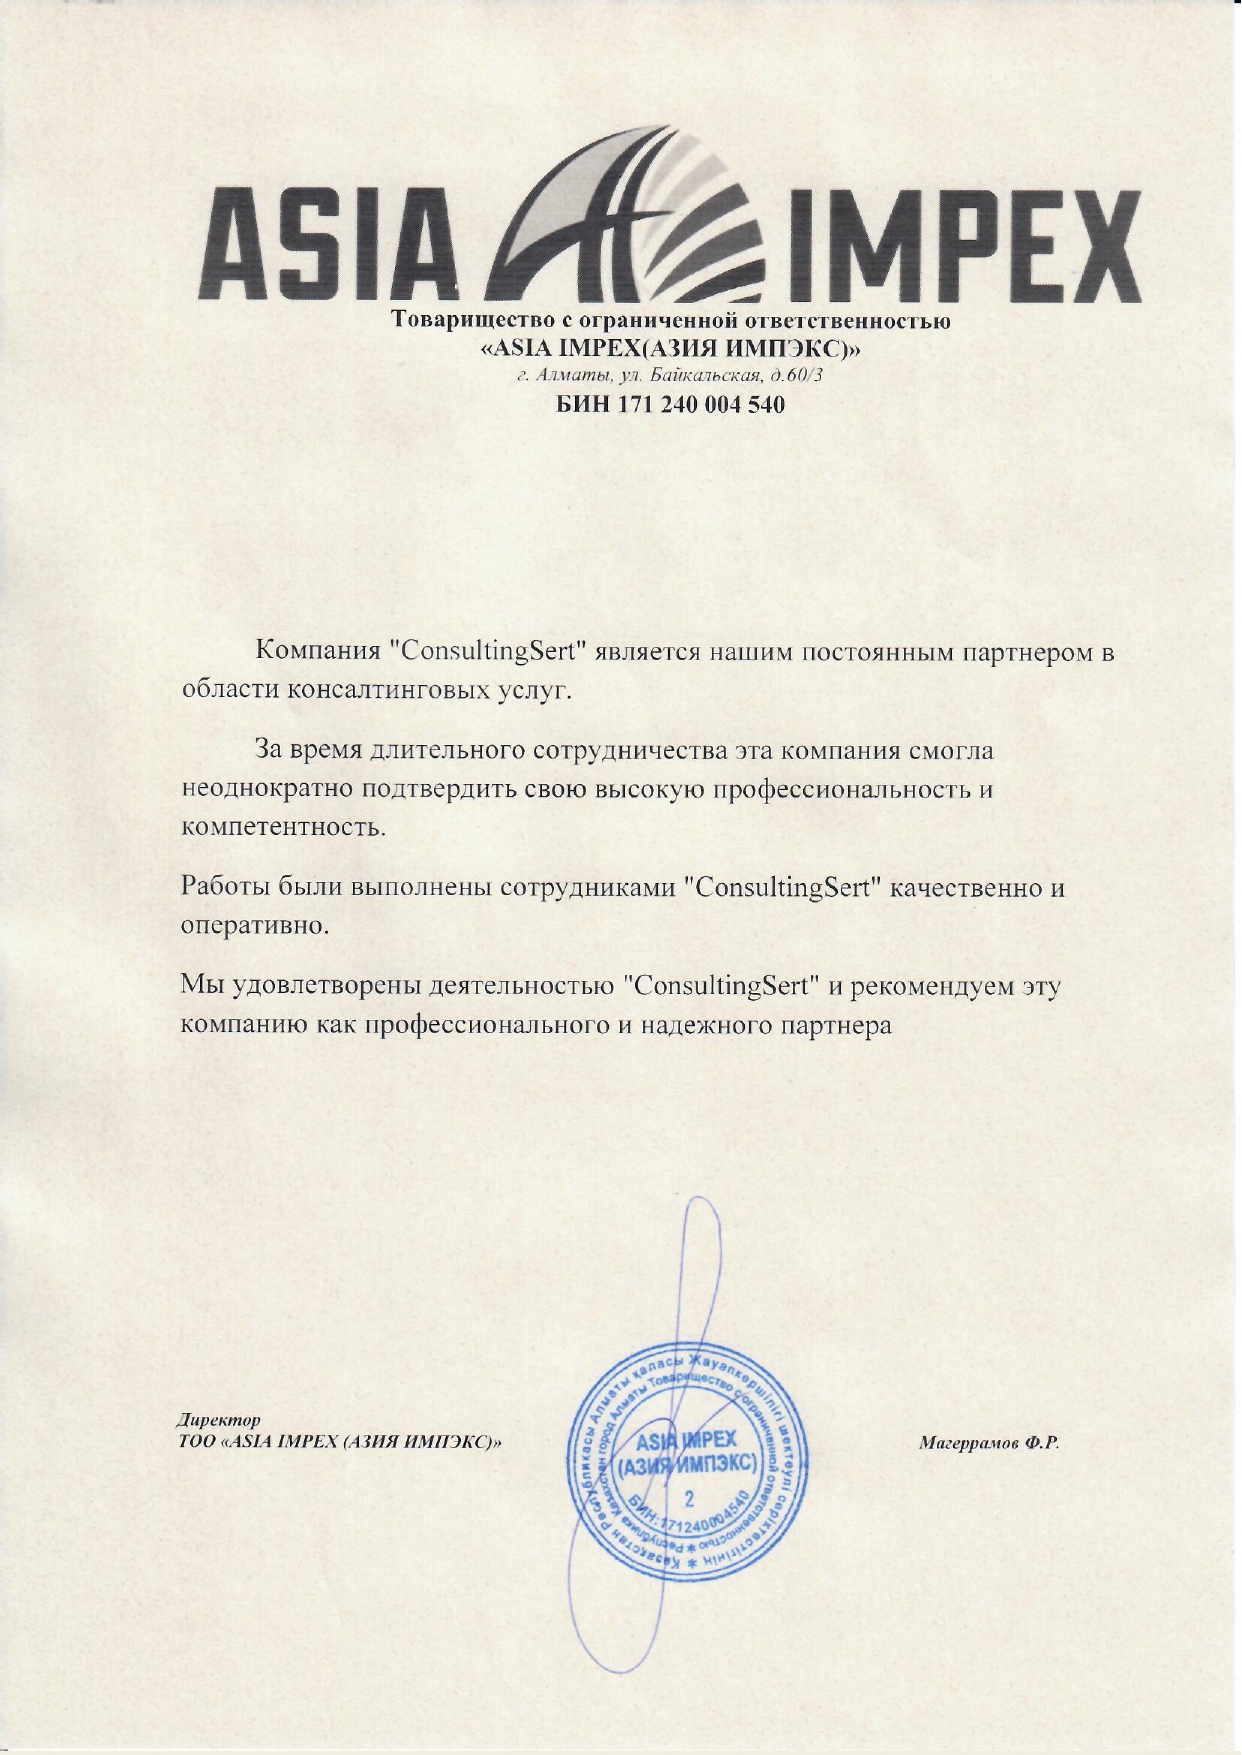 ASIA IMPEX
Товарищество с ограниченной ответственностью
«ASIA IMPEX(АЗИЯ ИМПЭКС)»
г. Алматы, ул. Байкальская, д.60/3
БИН 171 240 004 540
Компания "ConsultingSert" является нашим постоянным партнером в
области консалтинговых услуг.
За время длительного сотрудничества эта компания смогла
неоднократно подтвердить свою высокую профессиональность и
компетентность.
Работы были выполнены сотрудниками "ConsultingSert" качественно и
оперативно.
Мы удовлетворены деятельностью "ConsultingSert" и рекомендуем эту
компанию как профессионального и надежного партнера
Директор
ТОО «ASIA IMPEX (АЗИЯ ИМПЭКС)»
Магеррамов Ф.Р.
Қазақстан Республикасы Алматы қаласы Жауапкершілігі шектеулі серіктестігінің
Республика Казахстан город Алматы Товарищество с ограниченной ответственностью
ASIA IMPEX
(АЗИЯ ИМПЭКС)
2
БИН:171240004540